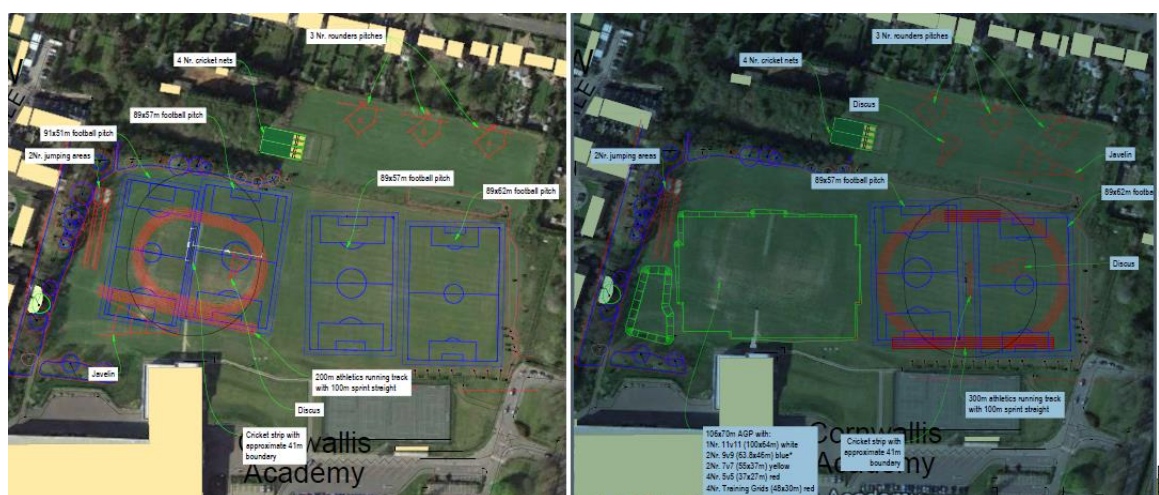 3 Nr. rounders pitches
4 Nr. cricket nets
89x57m football pitch
91x51m football pitch
2Nr. jumping areas
89x57m football pitch
89x62m football pitch
Javelin
200m athletics running track
with 100m sprint straight
Discus
Cricket strip with
approximate 41m
boundary
Academy
3 Nr. rounders pitches
4 Nr. cricket nets
Discus
2Nr. jumping areas
Javelin
89x57m football pitch
89x62m footba
Discus
300m athletics running track
with 100m sprint straight
106x70m AGP with:
1Nr. 11v11 (100x64m) white
2Nr. 9v9 (63.8x46m) blue*
2Nr. 7v7 (55x37m) yellow
4Nr. 5v5 (37x27m) red
4Nr. Training Grids (48x30m) red
Cornwallis
Cricket strip with
approximate 41m
boundary
Academy